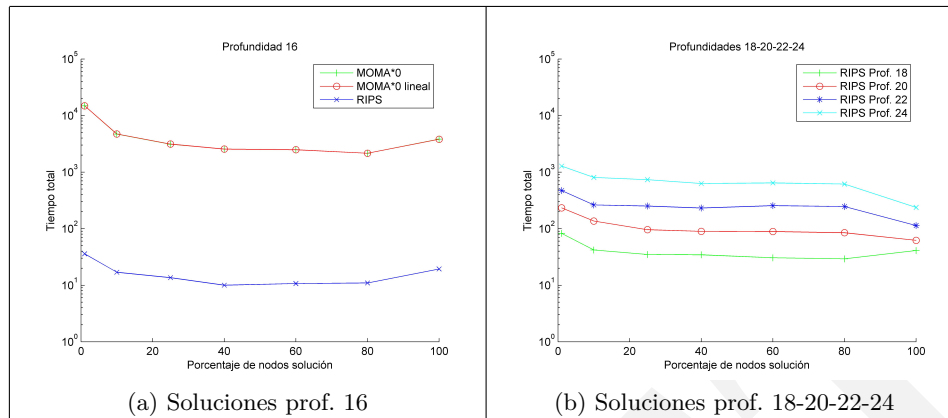 Profundidad 16
10^5
10^4
10^3
10^2
10^1
10^0
Tiempo total
MOMA*0
MOMA*0 lineal
RIPS
0 20 40 60 80 100
Porcentaje de nodos solución
(a) Soluciones prof. 16
Profundidades 18-20-22-24
10^5
10^4
10^3
10^2
10^1
10^0
Tiempo total
RIPS Prof. 18
RIPS Prof. 20
RIPS Prof. 22
RIPS Prof. 24
0 20 40 60 80 100
Porcentaje de nodos solución
(b) Soluciones prof. 18-20-22-24